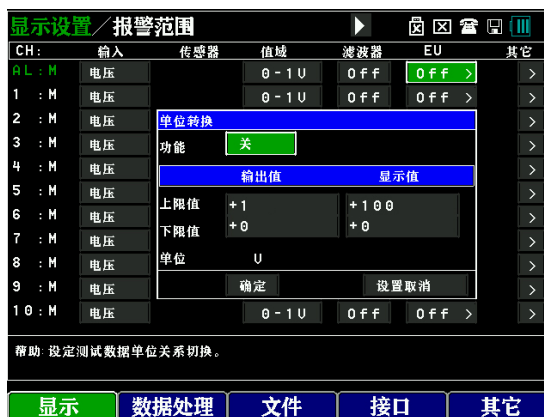 显示设置/报警范围
CH: 输入 传感器 值域 滤波器 EU 其它
AL:M 电压 0-1V Off Off >  >
1 :M 电压 0-1V Off Off > >
2 :M 电压 >
3 :M 电压 >
4 :M 电压 >
5 :M 电压 >
6 :M 电压 >
7 :M 电压 >
8 :M 电压 >
9 :M 电压 >
10:M 电压 0-1V Off Off > >
单位转换
功能 关
输出值 显示值
上限值 +1 +100
下限值 +0 +0
单位 V
确定 设置取消
帮助:设定测试数据单位关系切换。
显示 数据处理 文件 接口 其它